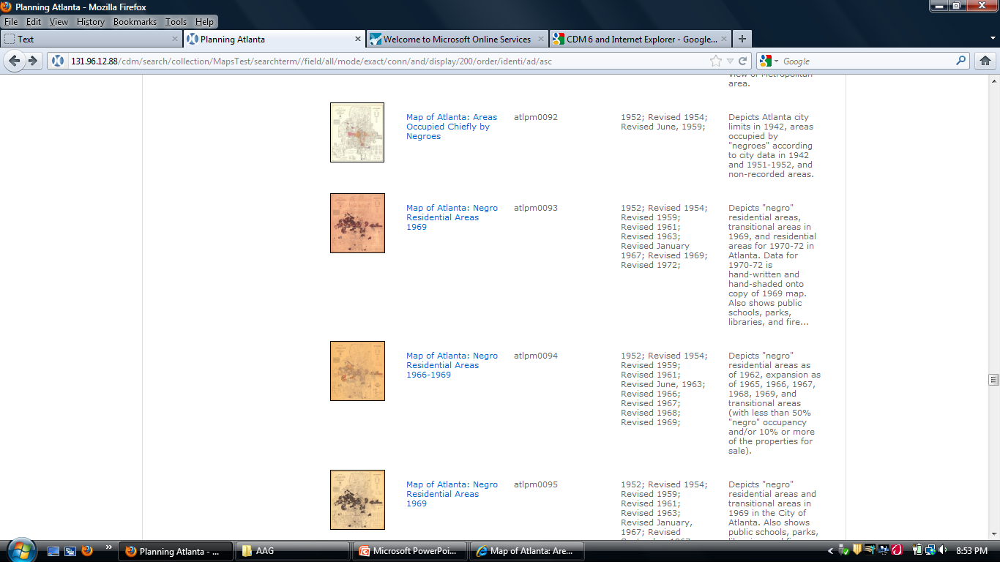 Planning Atlanta - Mozilla Firefox
File Edit View History Bookmarks Tools Help
Text
Planning Atlanta
Welcome to Microsoft Online Services
CDM 6 and Internet Explorer - Google...
131.96.12.88/cdm/search/collection/MapsTest/searchterm//field/all/mode/exact/conn/and/display/200/order/identi/ad/asc
Google
view of Metropolitan
area.
Map of Atlanta: Areas
Occupied Chiefly by
Negroes
atlpm0092
1952; Revised 1954;
Revised June, 1959;
Depicts Atlanta city
limits in 1942, areas
occupied by
"negroes" according
to city data in 1942
and 1951-1952, and
non-recorded areas.
Map of Atlanta: Negro
Residential Areas
1969
atlpm0093
1952; Revised 1954;
Revised 1959;
Revised 1961;
Revised 1963;
Revised January
1967; Revised 1969;
Revised 1972;
Depicts "negro"
residential areas,
transitional areas in
1969, and residential
areas for 1970-72 in
Atlanta. Data for
1970-72 is
hand-written and
hand-shaded onto
copy of 1969 map.
Also shows public
schools, parks,
libraries, and fire...
Map of Atlanta: Negro
Residential Areas
1966-1969
atlpm0094
1952; Revised 1954;
Revised 1959;
Revised 1961;
Revised June, 1963;
Revised 1966;
Revised 1967;
Revised 1968;
Revised 1969;
Depicts "negro"
residential areas as
of 1962, expansion as
of 1965, 1966, 1967,
1968, 1969, and
transitional areas
(with less than 50%
"negro" occupancy
and/or 10% or more
of the properties for
sale).
Map of Atlanta: Negro
Residential Areas
1969
atlpm0095
1952; Revised 1954;
Revised 1959;
Revised 1961;
Revised 1963;
Revised January,
1967; Revised
Depicts "negro"
residential areas and
transitional areas in
1969 in the City of
Atlanta. Also shows
public schools, parks,
Planning Atlanta - ...
AAG
Microsoft PowerPoi...
Map of Atlanta: Are...
8:53 PM